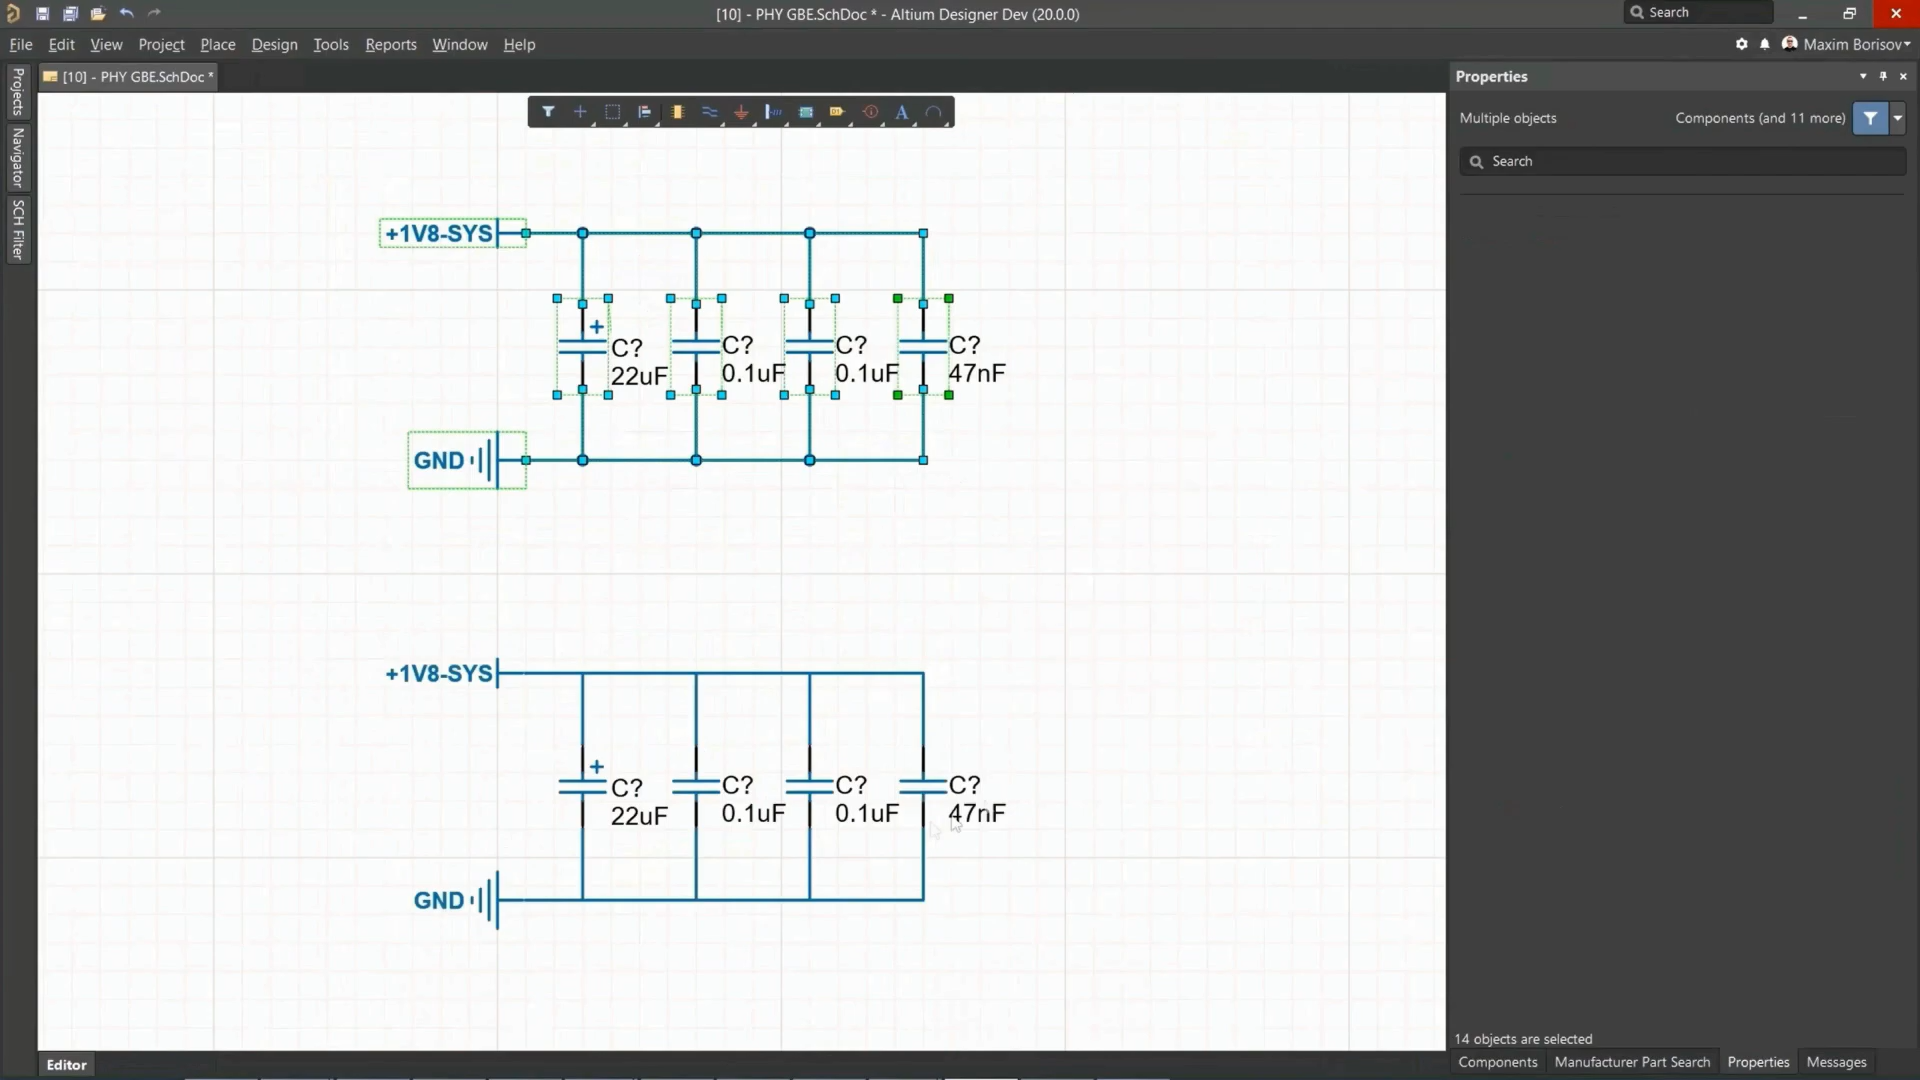 [10] - PHY GBE.SchDoc * - Altium Designer Dev (20.0.0)
Search
File Edit View Project Place Design Tools Reports Window Help
Maxim Borisov
[10] - PHY GBE.SchDoc *
Projects
Navigator
SCH Filter
A
Properties
Multiple objects
Components (and 11 more)
Search
+1V8-SYS
+
C?
22uF
C?
0.1uF
C?
0.1uF
C?
47nF
GND
+1V8-SYS
+
C?
22uF
C?
0.1uF
C?
0.1uF
C?
47nF
GND
14 objects are selected
Editor
Components Manufacturer Part Search Properties Messages